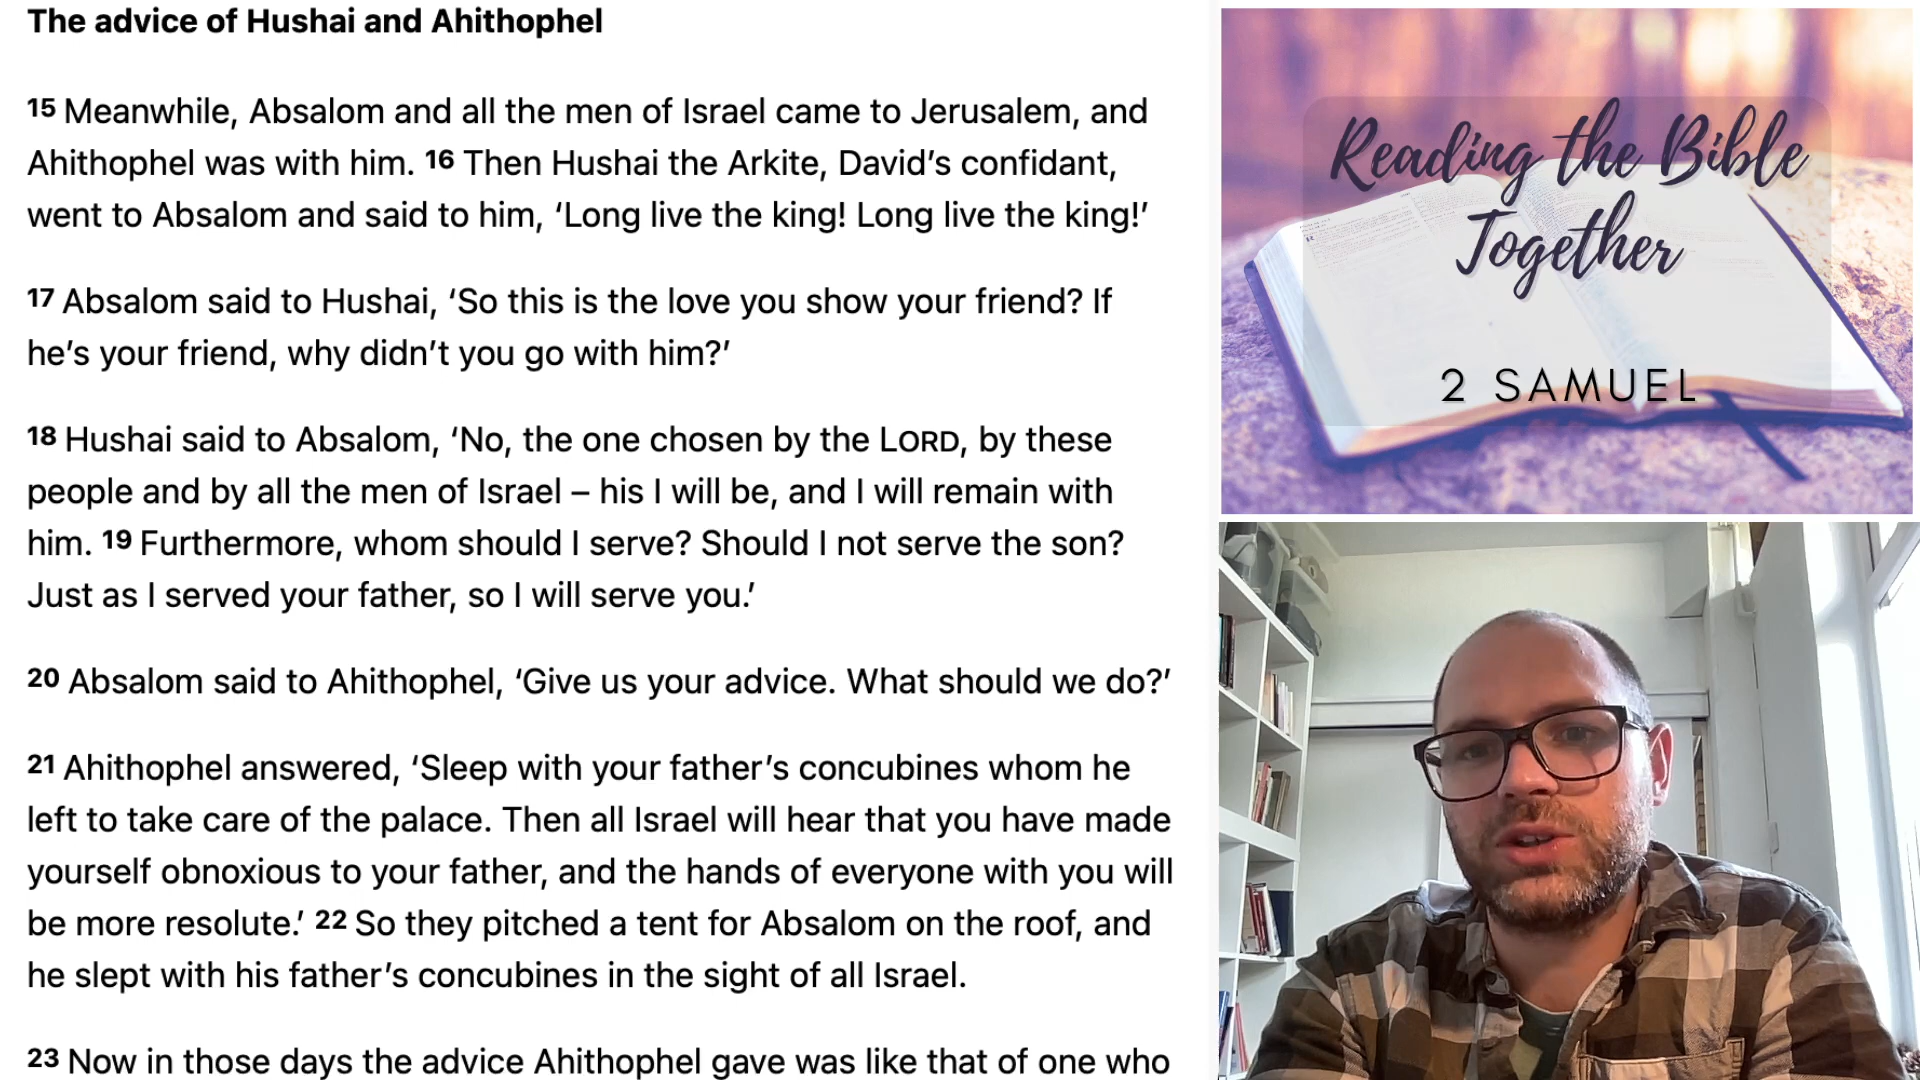 The advice of Hushai and Ahithophel
15 Meanwhile, Absalom and all the men of Israel came to Jerusalem, and
Ahithophel was with him. 16 Then Hushai the Arkite, David’s confidant,
went to Absalom and said to him, ‘Long live the king! Long live the king!’
17 Absalom said to Hushai, ‘So this is the love you show your friend? If
he’s your friend, why didn’t you go with him?’
18 Hushai said to Absalom, ‘No, the one chosen by the LORD, by these
people and by all the men of Israel – his I will be, and I will remain with
him. 19 Furthermore, whom should I serve? Should I not serve the son?
Just as I served your father, so I will serve you.’
20 Absalom said to Ahithophel, ‘Give us your advice. What should we do?’
21 Ahithophel answered, ‘Sleep with your father’s concubines whom he
left to take care of the palace. Then all Israel will hear that you have made
yourself obnoxious to your father, and the hands of everyone with you will
be more resolute.’ 22 So they pitched a tent for Absalom on the roof, and
he slept with his father’s concubines in the sight of all Israel.
23 Now in those days the advice Ahithophel gave was like that of one who
Reading the Bible
Together
2 SAMUEL